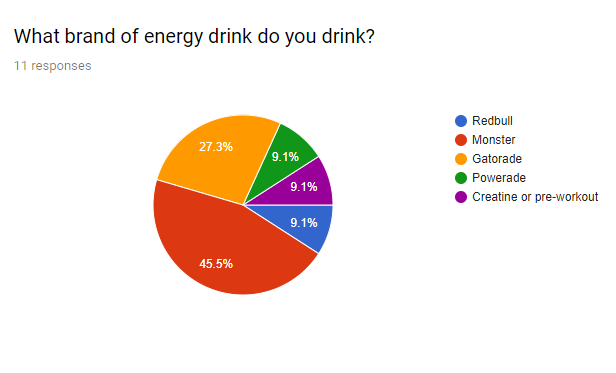 What brand of energy drink do you drink?
11 responses
27.3%
9.1%
9.1%
9.1%
45.5%
Redbull
Monster
Gatorade
Powerade
Creatine or pre-workout